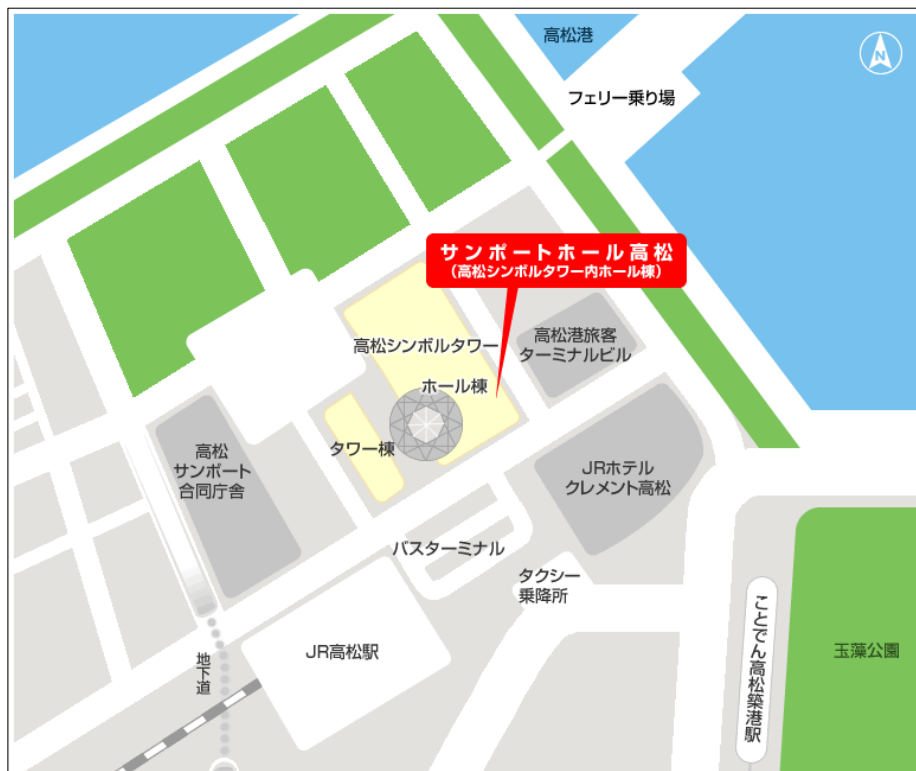 高松港
N
フェリー乗り場
サンポートホール高松
(高松シンボルタワー内ホール棟)
高松港旅客
ターミナルビル
高松シンボルタワー
ホール棟
タワー棟
高松
サンポート
合同庁舎
JRホテル
クレメント高松
バスターミナル
タクシー
乗降所
JR高松駅
地下道
ことでん高松築港駅
玉藻公園